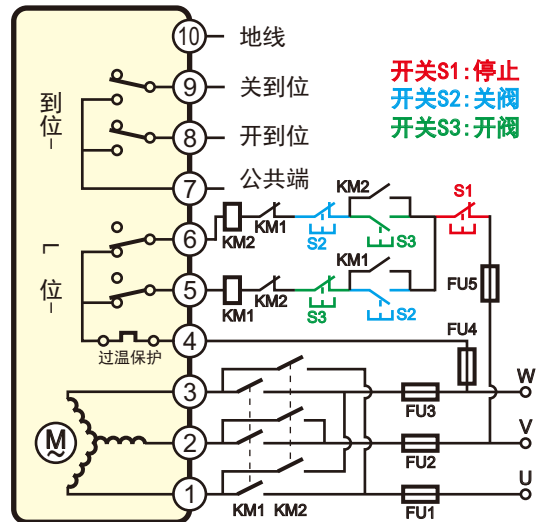 10 地线
9 关到位
8 开到位
7 公共端
到位
开关S1:停止
开关S2:关阀
开关S3:开阀
KM2 S1
6 KM2 KM1 S2 S3
位
KM1
5 KM1 KM2 S3 S2
FU5
FU4
过温保护 4
3 FU3 W
M 2 FU2 V
1 KM1 KM2 FU1 U